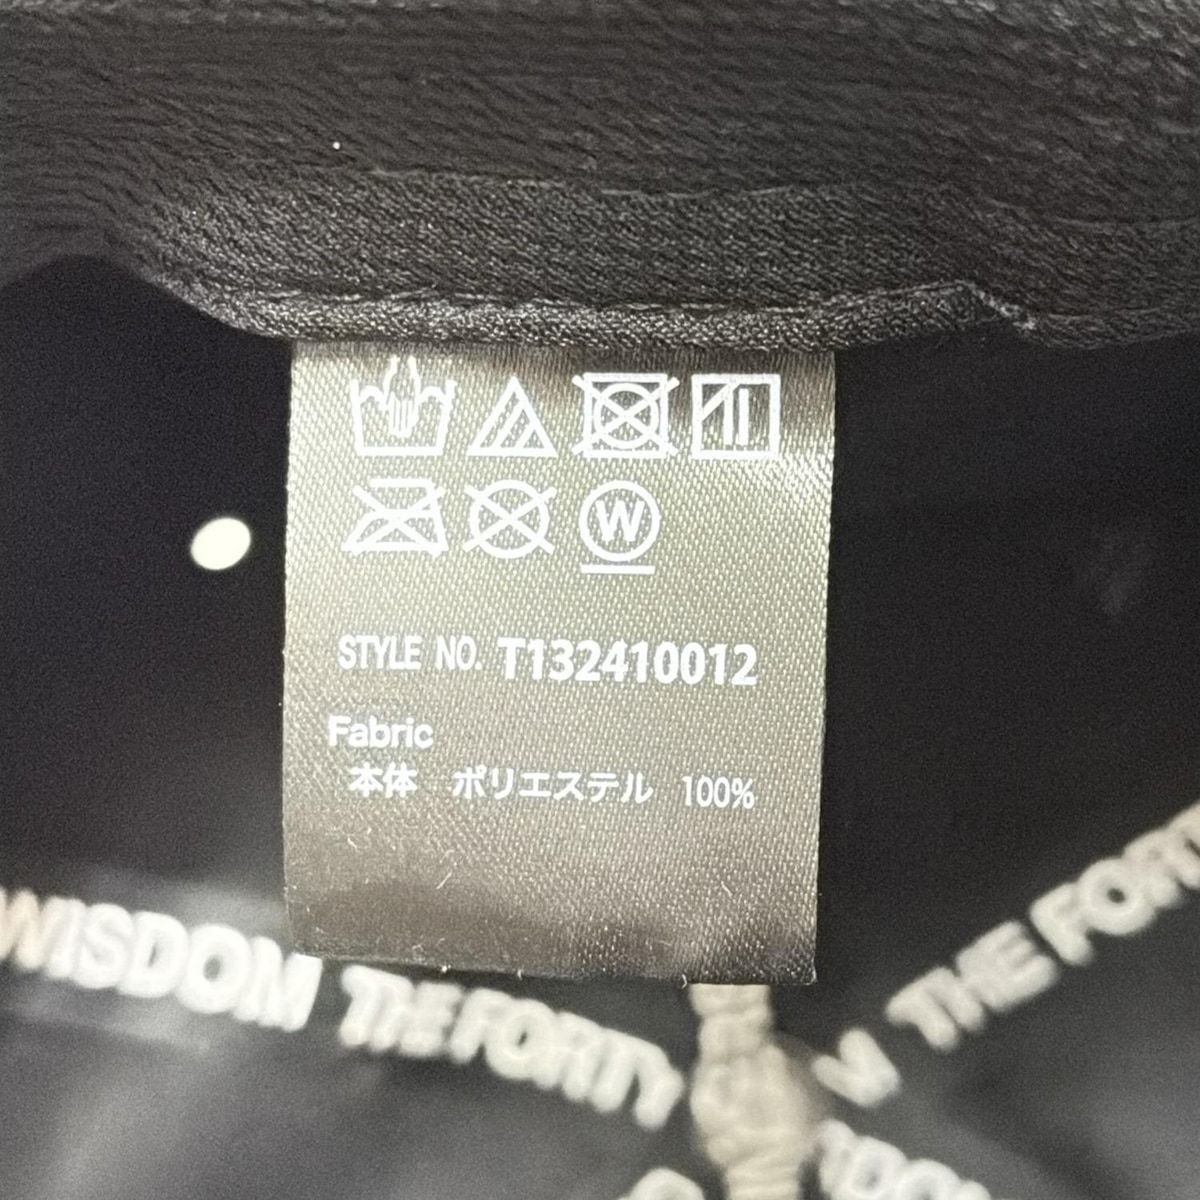 W
STYLE NO. T132410012
Fabric
本体 ポリエステル 100%
WISDOM THE FORTY
THE FORTY